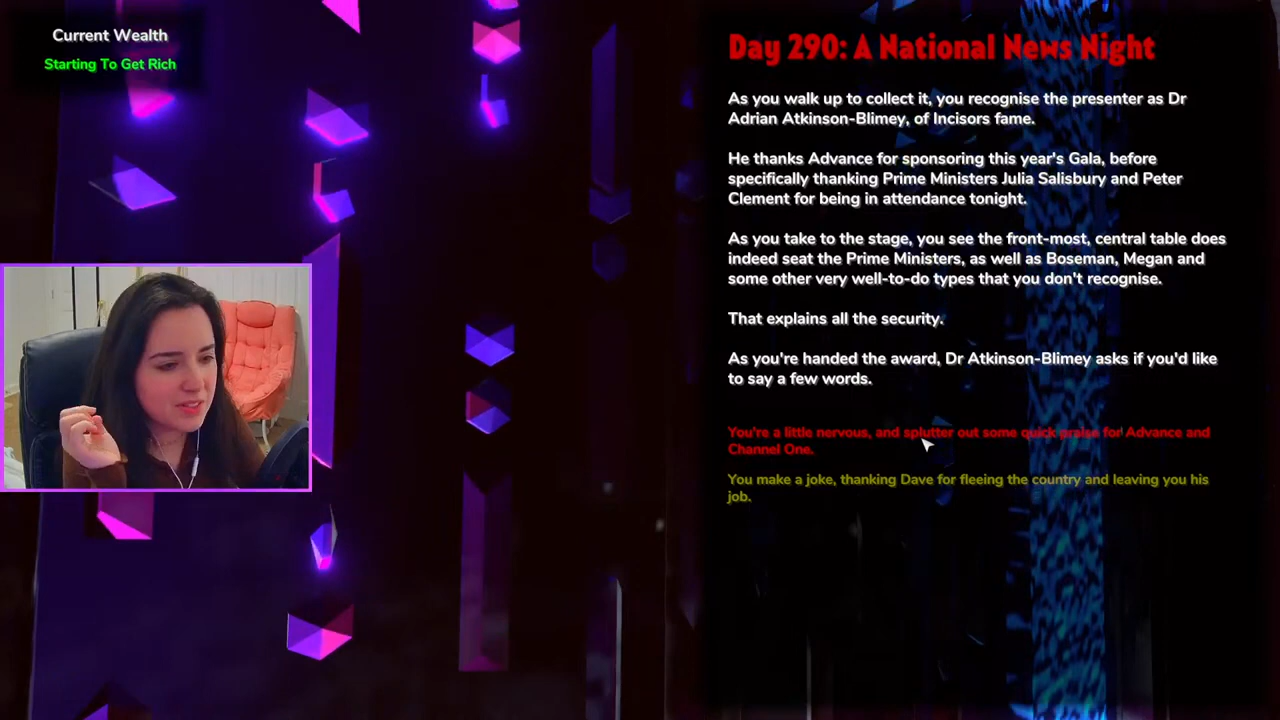 Current Wealth
Starting To Get Rich
Day 290: A National News Night
As you walk up to collect it, you recognise the presenter as Dr
Adrian Atkinson-Blimey, of Incisors fame.
He thanks Advance for sponsoring this year's Gala, before
specifically thanking Prime Ministers Julia Salisbury and Peter
Clement for being in attendance tonight.
As you take to the stage, you see the front-most, central table does
indeed seat the Prime Ministers, as well as Boseman, Megan and
some other very well-to-do types that you don't recognise.
That explains all the security.
As you're handed the award, Dr Atkinson-Blimey asks if you'd like
to say a few words.
You're a little nervous, and splutter out some quick praise for Advance and
Channel One.
You make a joke, thanking Dave for fleeing the country and leaving you his
job.